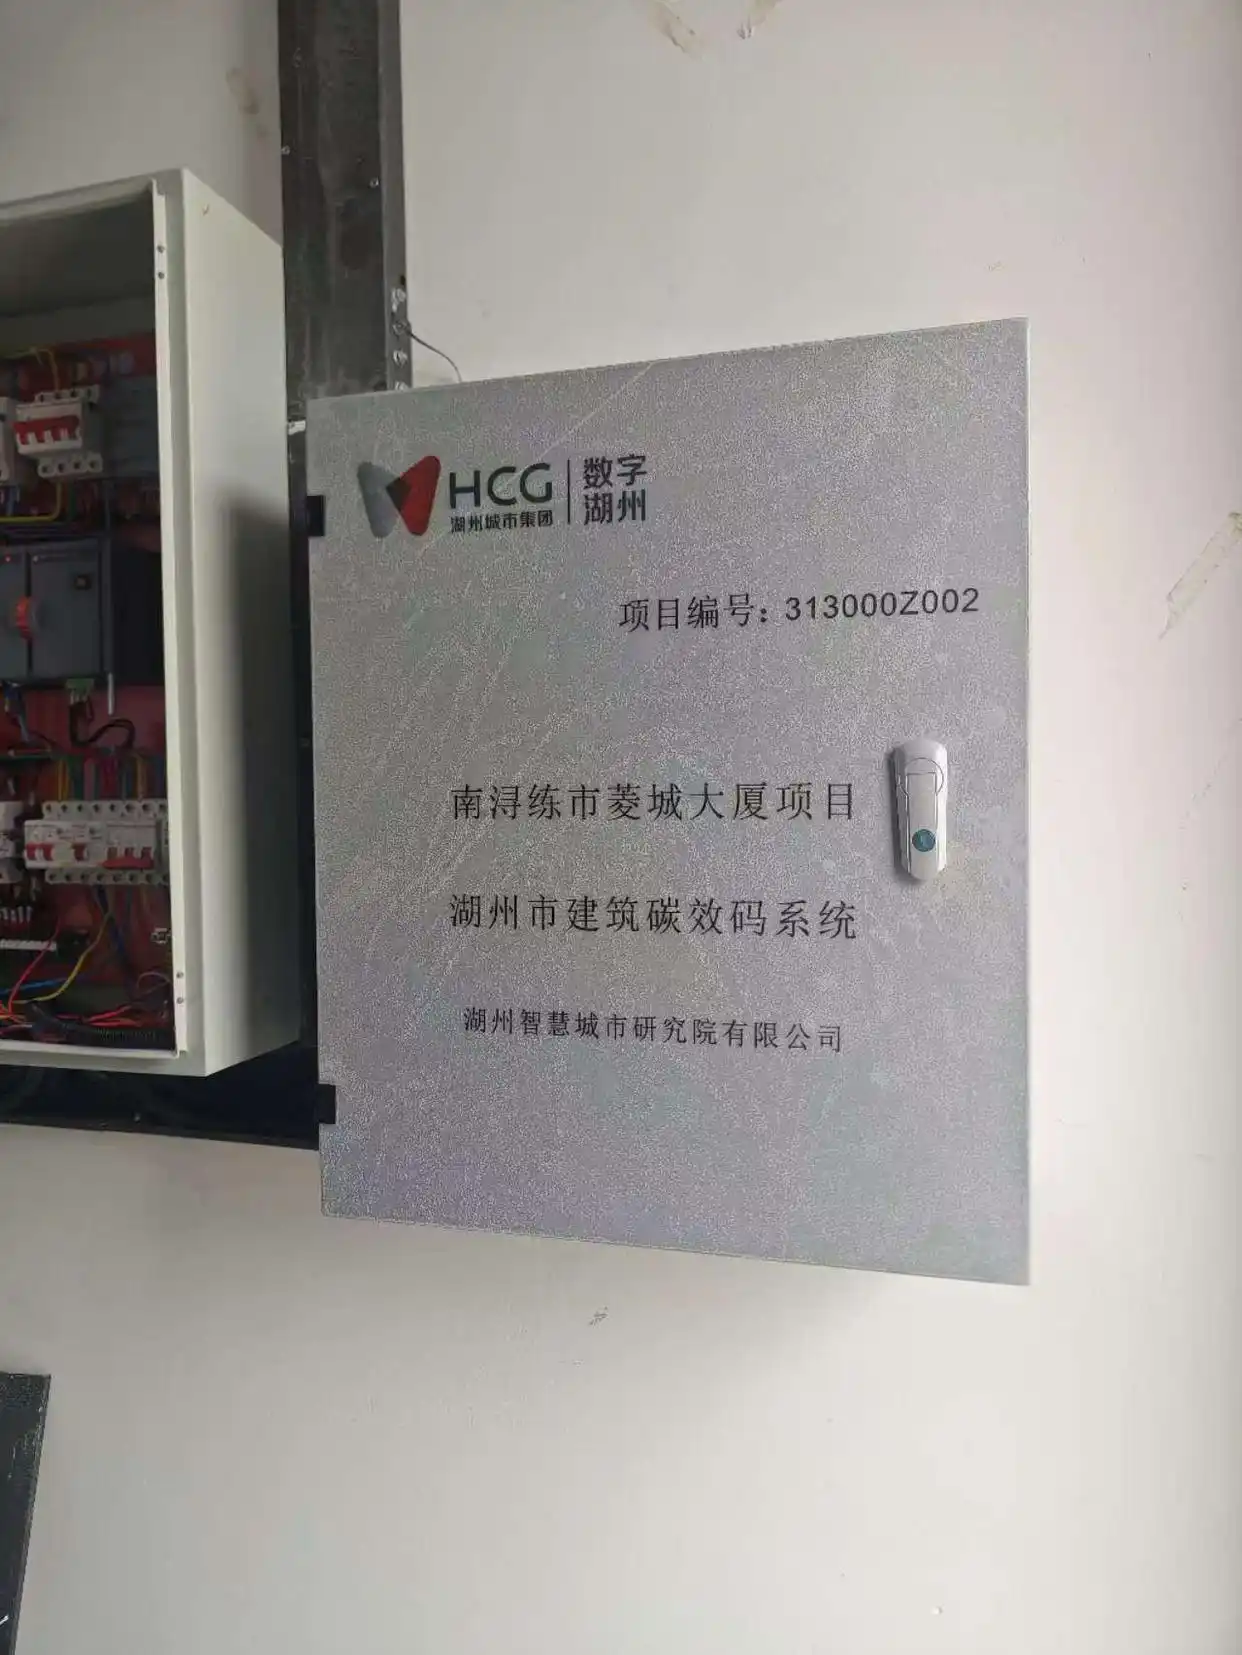 HCG 数字
湖州城市集团 湖州
项目编号：313000Z002
南浔练市菱城大厦项目
湖州市建筑碳效码系统
湖州智慧城市研究院有限公司